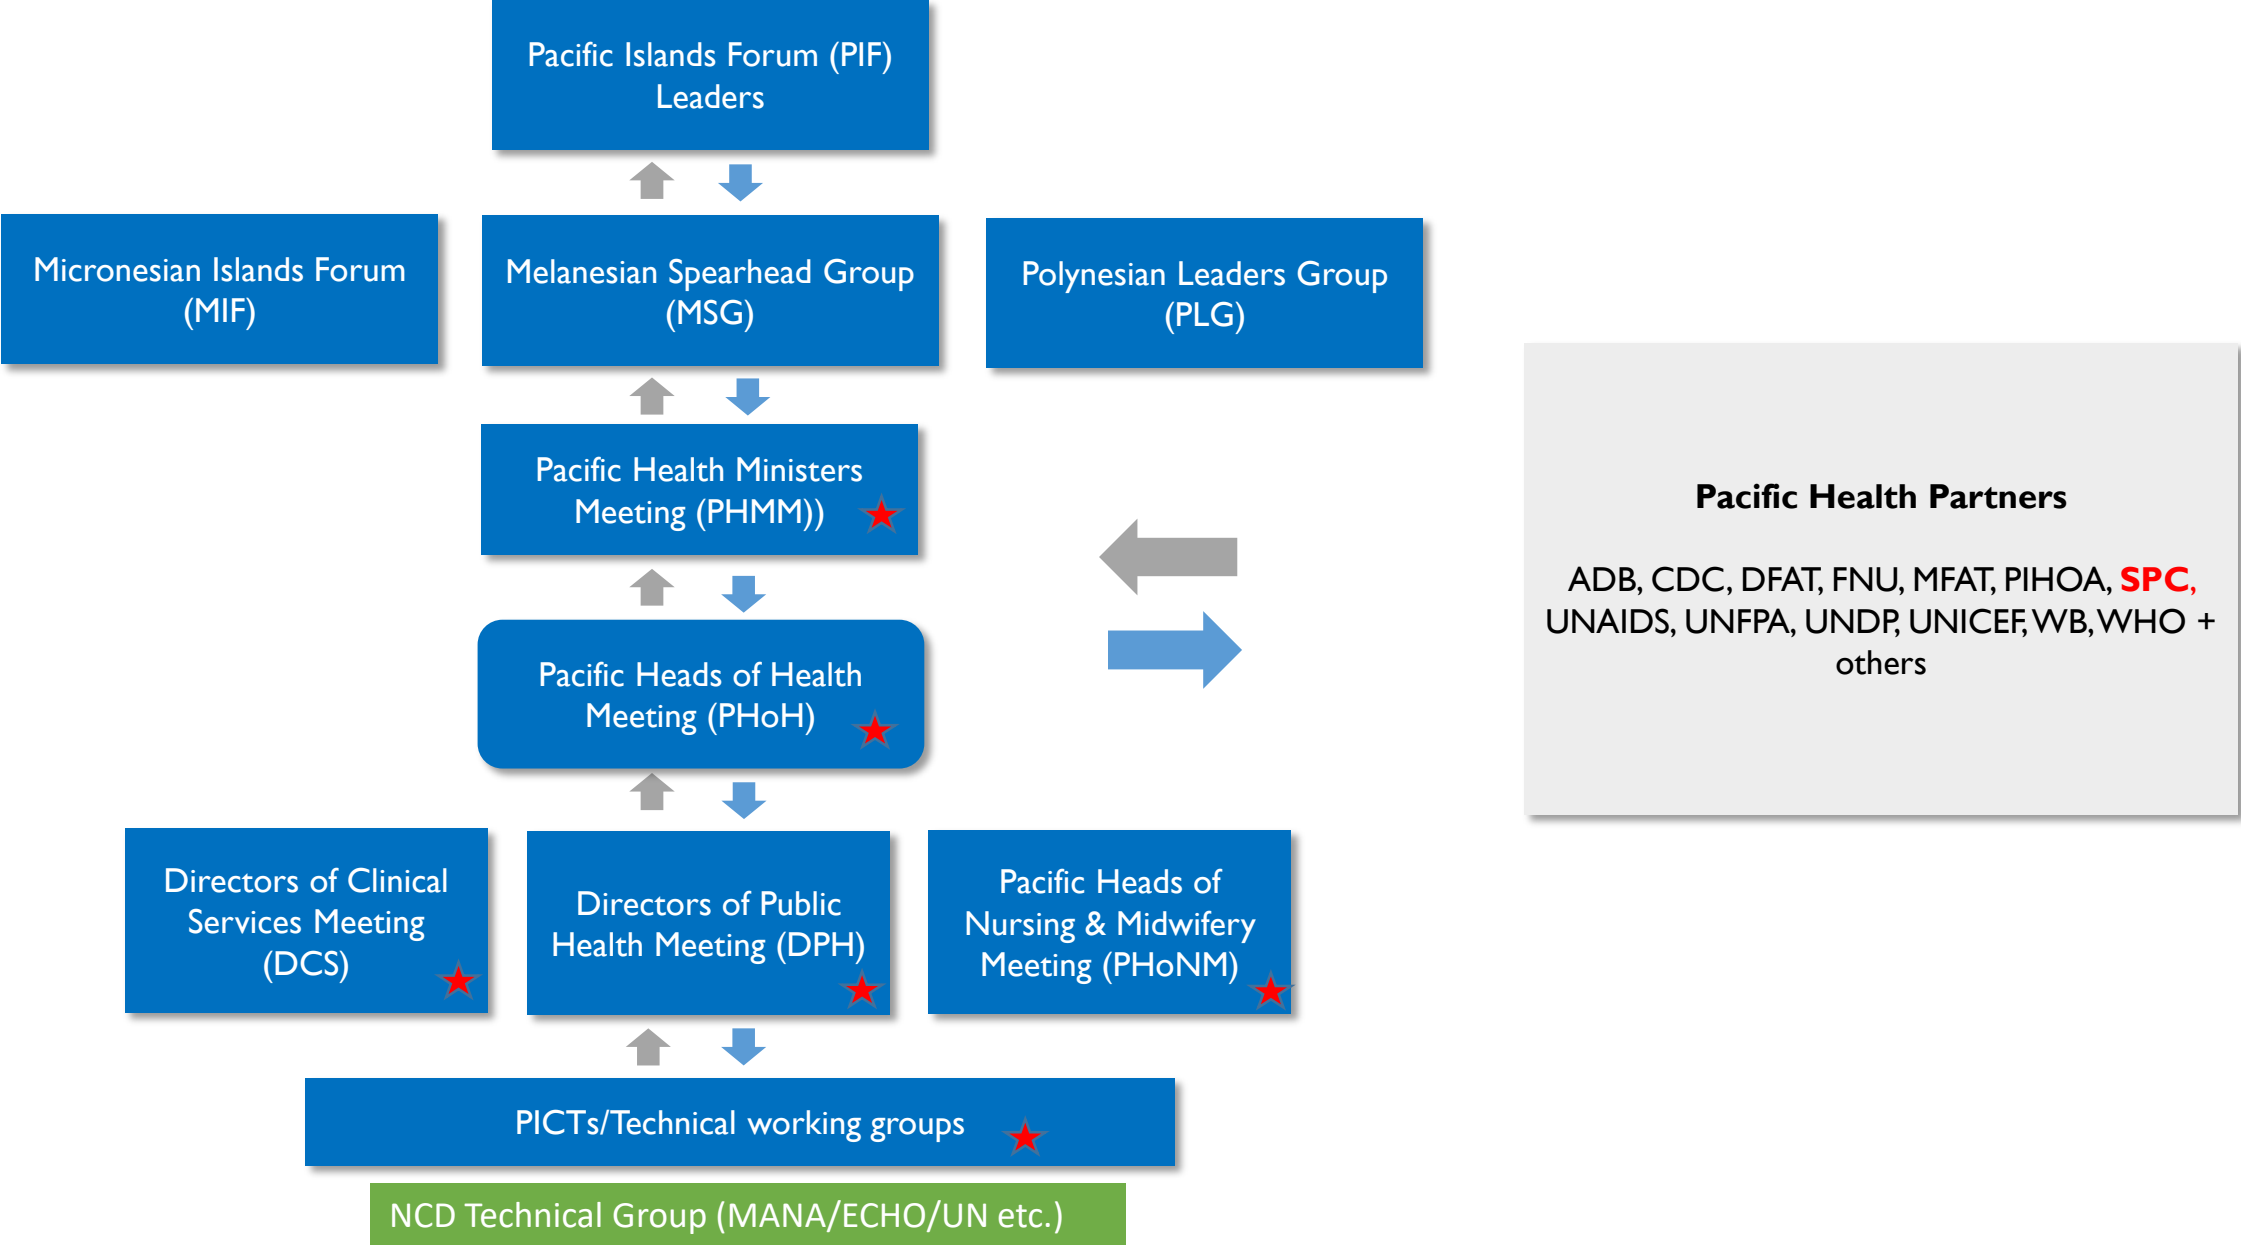 Pacific Islands Forum (PIF)
Leaders
Micronesian Islands Forum
(MIF)
Melanesian Spearhead Group
(MSG)
Polynesian Leaders Group
(PLG)
Pacific Health Ministers
Meeting (PHMM))
Pacific Health Partners
ADB, CDC, DFAT, FNU, MFAT, PIHOA, SPC,
UNAIDS, UNFPA, UNDP, UNICEF, WB, WHO +
others
Pacific Heads of Health
Meeting (PHoH)
Directors of Clinical
Services Meeting
(DCS)
Directors of Public
Health Meeting (DPH)
Pacific Heads of
Nursing & Midwifery
Meeting (PHoNM)
PICTs/Technical working groups
NCD Technical Group (MANA/ECHO/UN etc.)